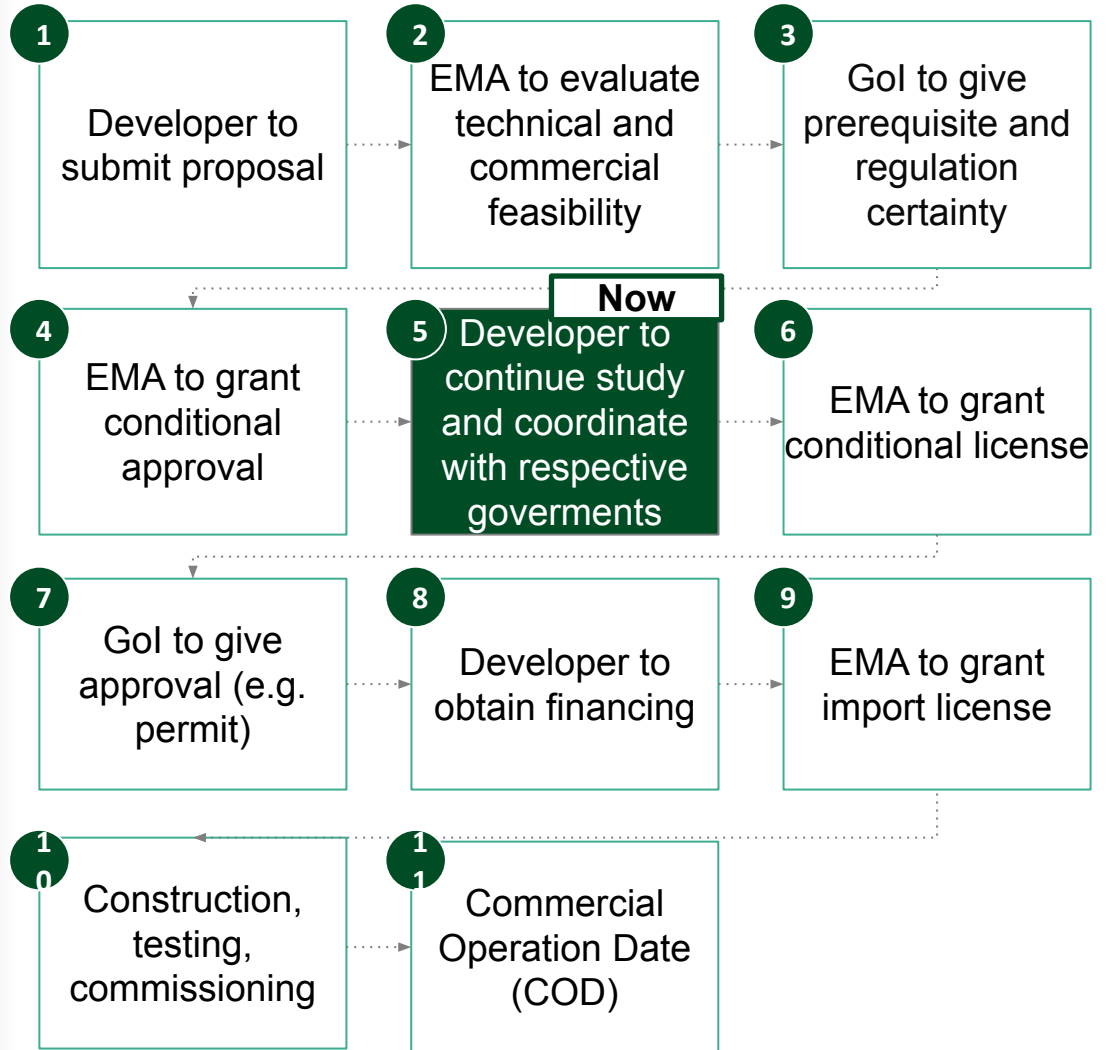 1
Developer to
submit proposal
2
EMA to evaluate
technical and
commercial
feasibility
3
GoI to give
prerequisite and
regulation
certainty
4
EMA to grant
conditional
approval
Now
5
Developer to
continue study
and coordinate
with respective
goverments
6
EMA to grant
conditional license
7
GoI to give
approval (e.g.
permit)
8
Developer to
obtain financing
9
EMA to grant
import license
1
0
Construction,
testing,
commissioning
1
1
Commercial
Operation Date
(COD)